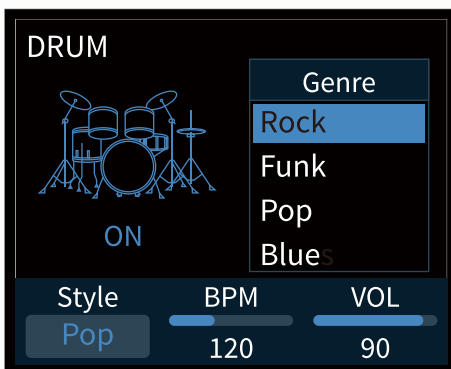 DRUM
Genre
Rock
Funk
Pop
Blues
ON
Style
BPM
VOL
Pop
120
90